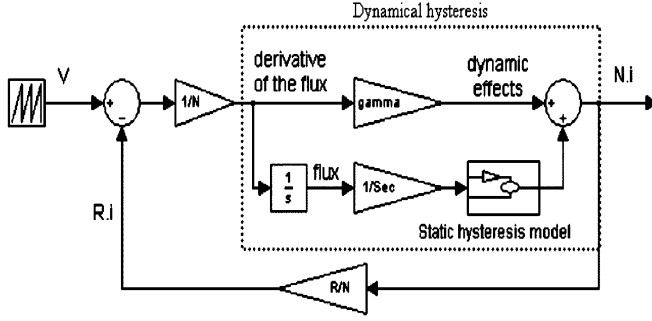 Dynamical hysteresis
V
+
−
1/N
derivative
of the flux
gamma
dynamic
effects
+
+
N.i
1
s
flux
1/Sec
Static hysteresis model
R.i
R/N